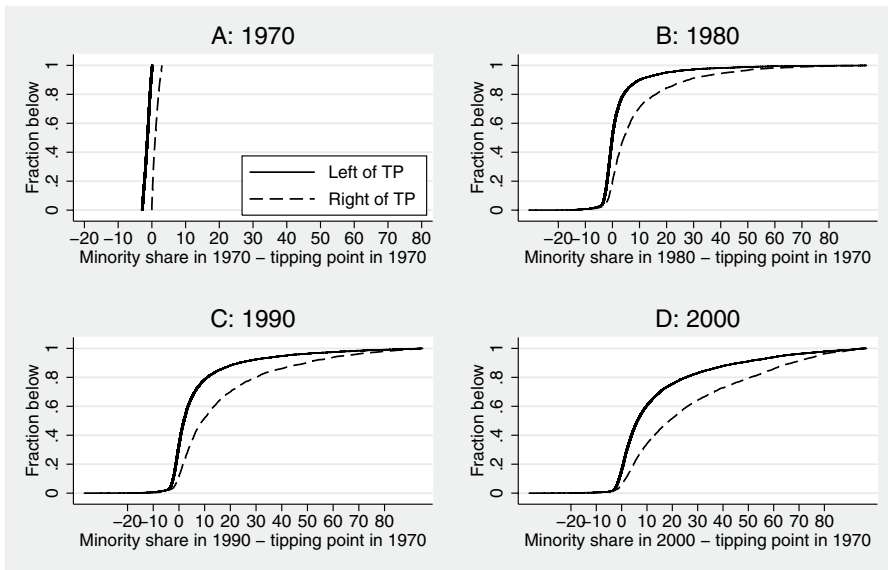 A: 1970
Fraction below
0 .2 .4 .6 .8 1
Left of TP
Right of TP
−20 −10 0 10 20 30 40 50 60 70 80
Minority share in 1970 − tipping point in 1970
B: 1980
Fraction below
0 .2 .4 .6 .8 1
−20 −10 0 10 20 30 40 50 60 70 80
Minority share in 1980 − tipping point in 1970
C: 1990
Fraction below
0 .2 .4 .6 .8 1
−20 −10 0 10 20 30 40 50 60 70 80
Minority share in 1990 − tipping point in 1970
D: 2000
Fraction below
0 .2 .4 .6 .8 1
−20 −10 0 10 20 30 40 50 60 70 80
Minority share in 2000 − tipping point in 1970